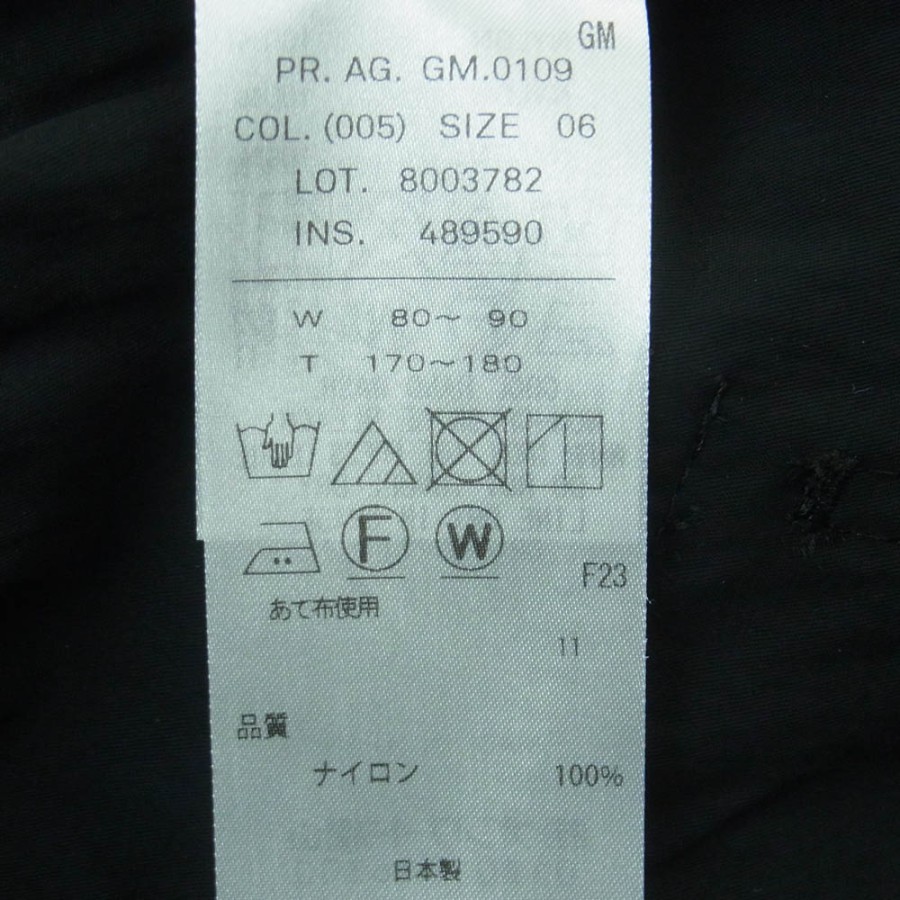 GM
PR. AG. GM.0109
COL. (005) SIZE 06
LOT. 8003782
INS. 489590
W 80～ 90
T 170～180
F W
F23
あて布使用
11
品質
ナイロン 100%
日本製